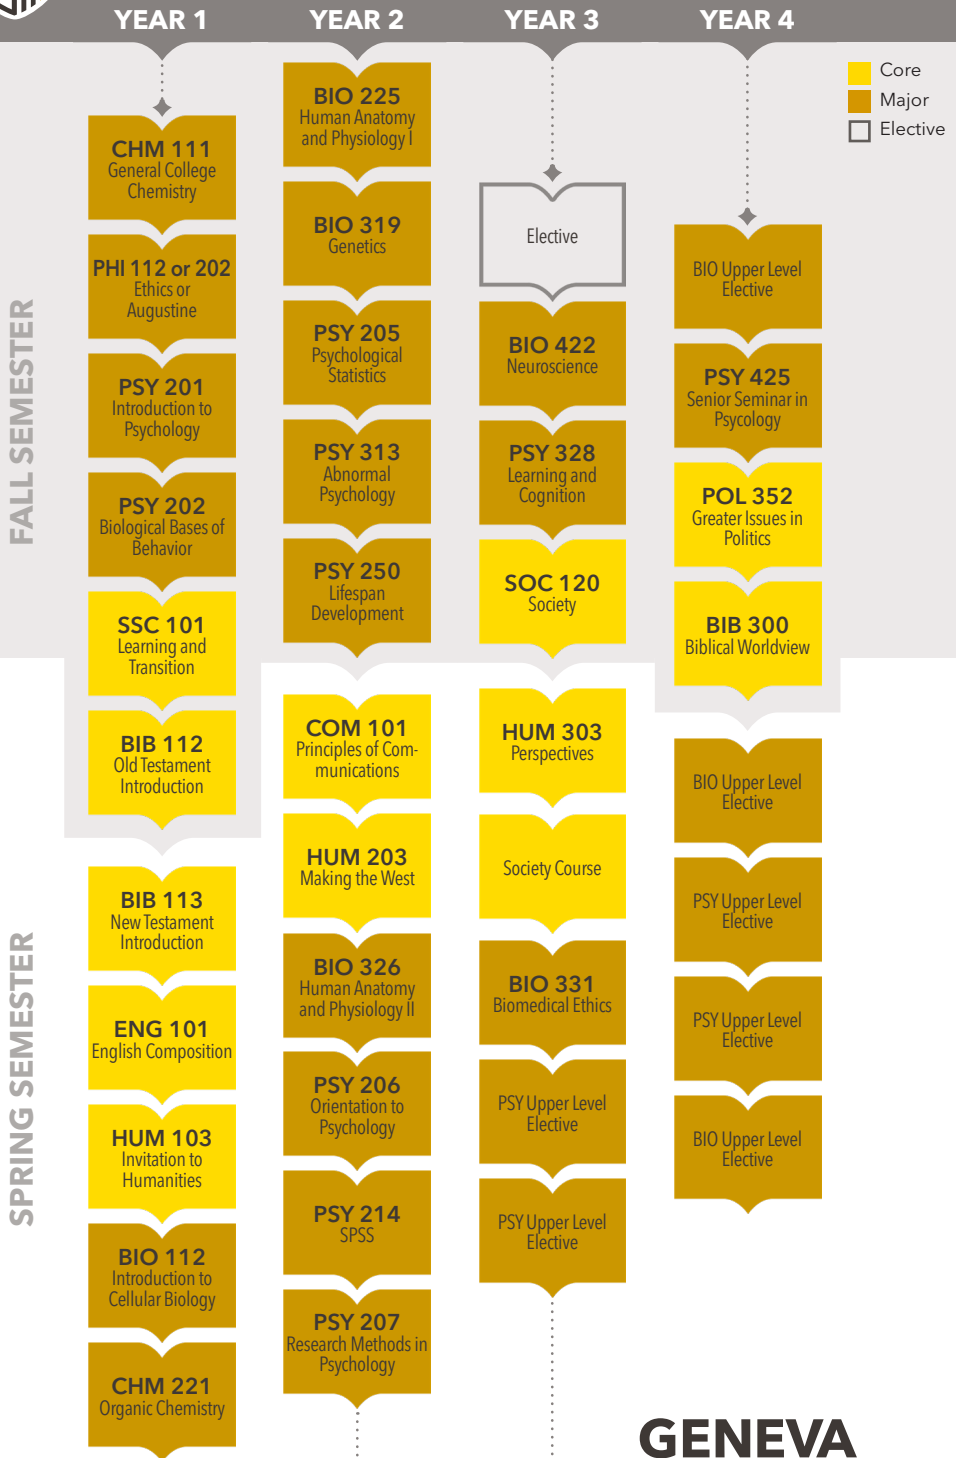 YEAR 1
YEAR 2
YEAR 3
YEAR 4
Core
Major
Elective
FALL SEMESTER
CHM 111
General College
Chemistry
PHI 112 or 202
Ethics or
Augustine
PSY 201
Introduction to
Psychology
PSY 202
Biological Bases of
Behavior
SSC 101
Learning and
Transition
BIB 112
Old Testament
Introduction
BIO 225
Human Anatomy
and Physiology I
BIO 319
Genetics
PSY 205
Psychological
Statistics
PSY 313
Abnormal
Psychology
PSY 250
Lifespan
Development
Elective
BIO 422
Neuroscience
PSY 328
Learning and
Cognition
SOC 120
Society
BIO Upper Level
Elective
PSY 425
Senior Seminar in
Psycology
POL 352
Greater Issues in
Politics
BIB 300
Biblical Worldview
SPRING SEMESTER
BIB 113
New Testament
Introduction
ENG 101
English Composition
HUM 103
Invitation to
Humanities
BIO 112
Introduction to
Cellular Biology
CHM 221
Organic Chemistry
COM 101
Principles of Com-
munications
HUM 203
Making the West
BIO 326
Human Anatomy
and Physiology II
PSY 206
Orientation to
Psychology
PSY 214
SPSS
PSY 207
Research Methods in
Psychology
HUM 303
Perspectives
Society Course
BIO 331
Biomedical Ethics
PSY Upper Level
Elective
PSY Upper Level
Elective
BIO Upper Level
Elective
PSY Upper Level
Elective
PSY Upper Level
Elective
BIO Upper Level
Elective
GENEVA